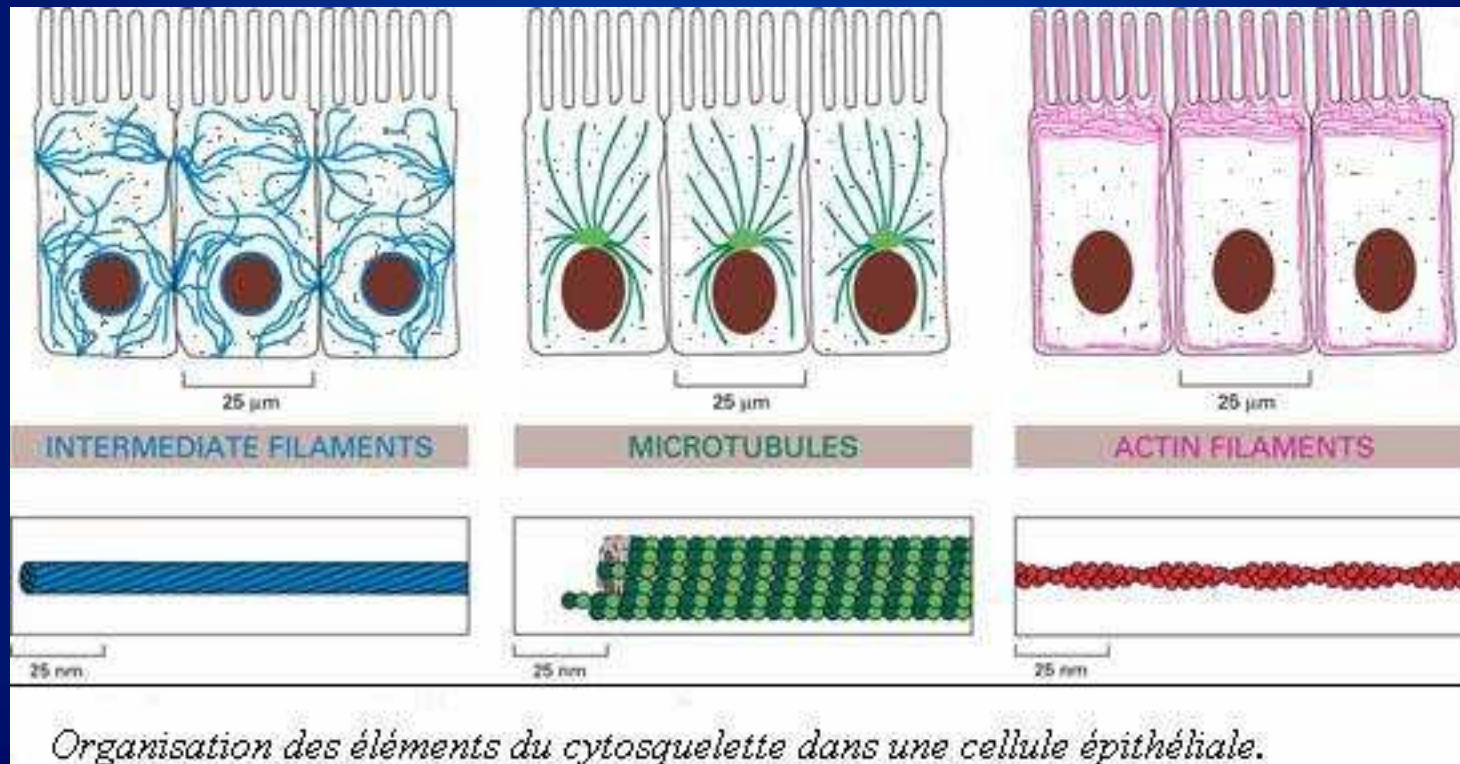 25 μm
25 μm
25 μm
INTERMEDIATE FILAMENTS
MICROTUBULES
ACTIN FILAMENTS
25 nm
25 nm
25 nm
Organisation des éléments du cytosquelette dans une cellule épithéliale.